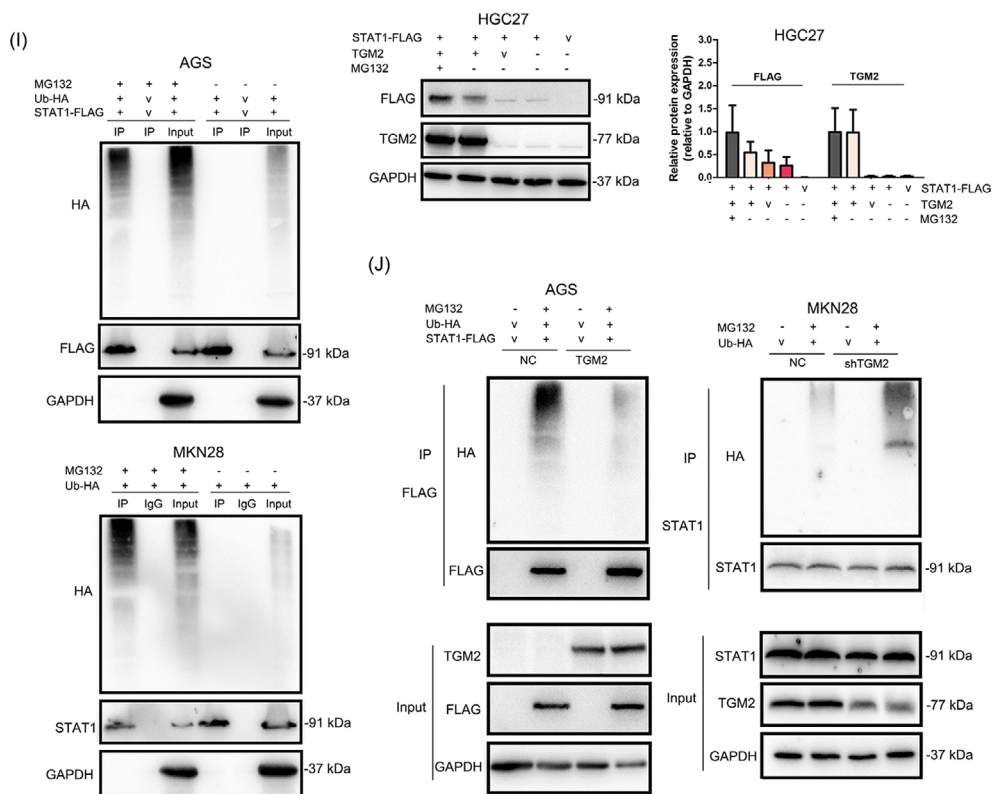 (I)
AGS
MG132 + + + - - -
Ub-HA + v + + v +
STAT1-FLAG + v + + v +
IP IP Input IP IP Input
HA
FLAG -91 kDa
GAPDH -37 kDa
MKN28
MG132 + + + - - -
Ub-HA + + + + + +
IP IgG Input IP IgG Input
HA
STAT1 -91 kDa
GAPDH -37 kDa
HGC27
STAT1-FLAG + + + + v
TGM2 + + v - -
MG132 + - - - -
FLAG -91 kDa
TGM2 -77 kDa
GAPDH -37 kDa
HGC27
Relative protein expression
(relative to GAPDH)
3.0
2.5
2.0
1.5
1.0
0.5
0.0
FLAG TGM2
+ + + + v + + + + v STAT1-FLAG
+ + v - - + + v - - TGM2
+ - - - - + - - - - MG132
(J)
AGS
MG132 - + - +
Ub-HA v + v +
STAT1-FLAG v + v +
NC TGM2
IP
FLAG
HA
FLAG
Input
TGM2
FLAG
GAPDH
MKN28
MG132 - + - +
Ub-HA v + v +
NC shTGM2
IP
STAT1
HA
STAT1 -91 kDa
Input
STAT1 -91 kDa
TGM2 -77 kDa
GAPDH -37 kDa